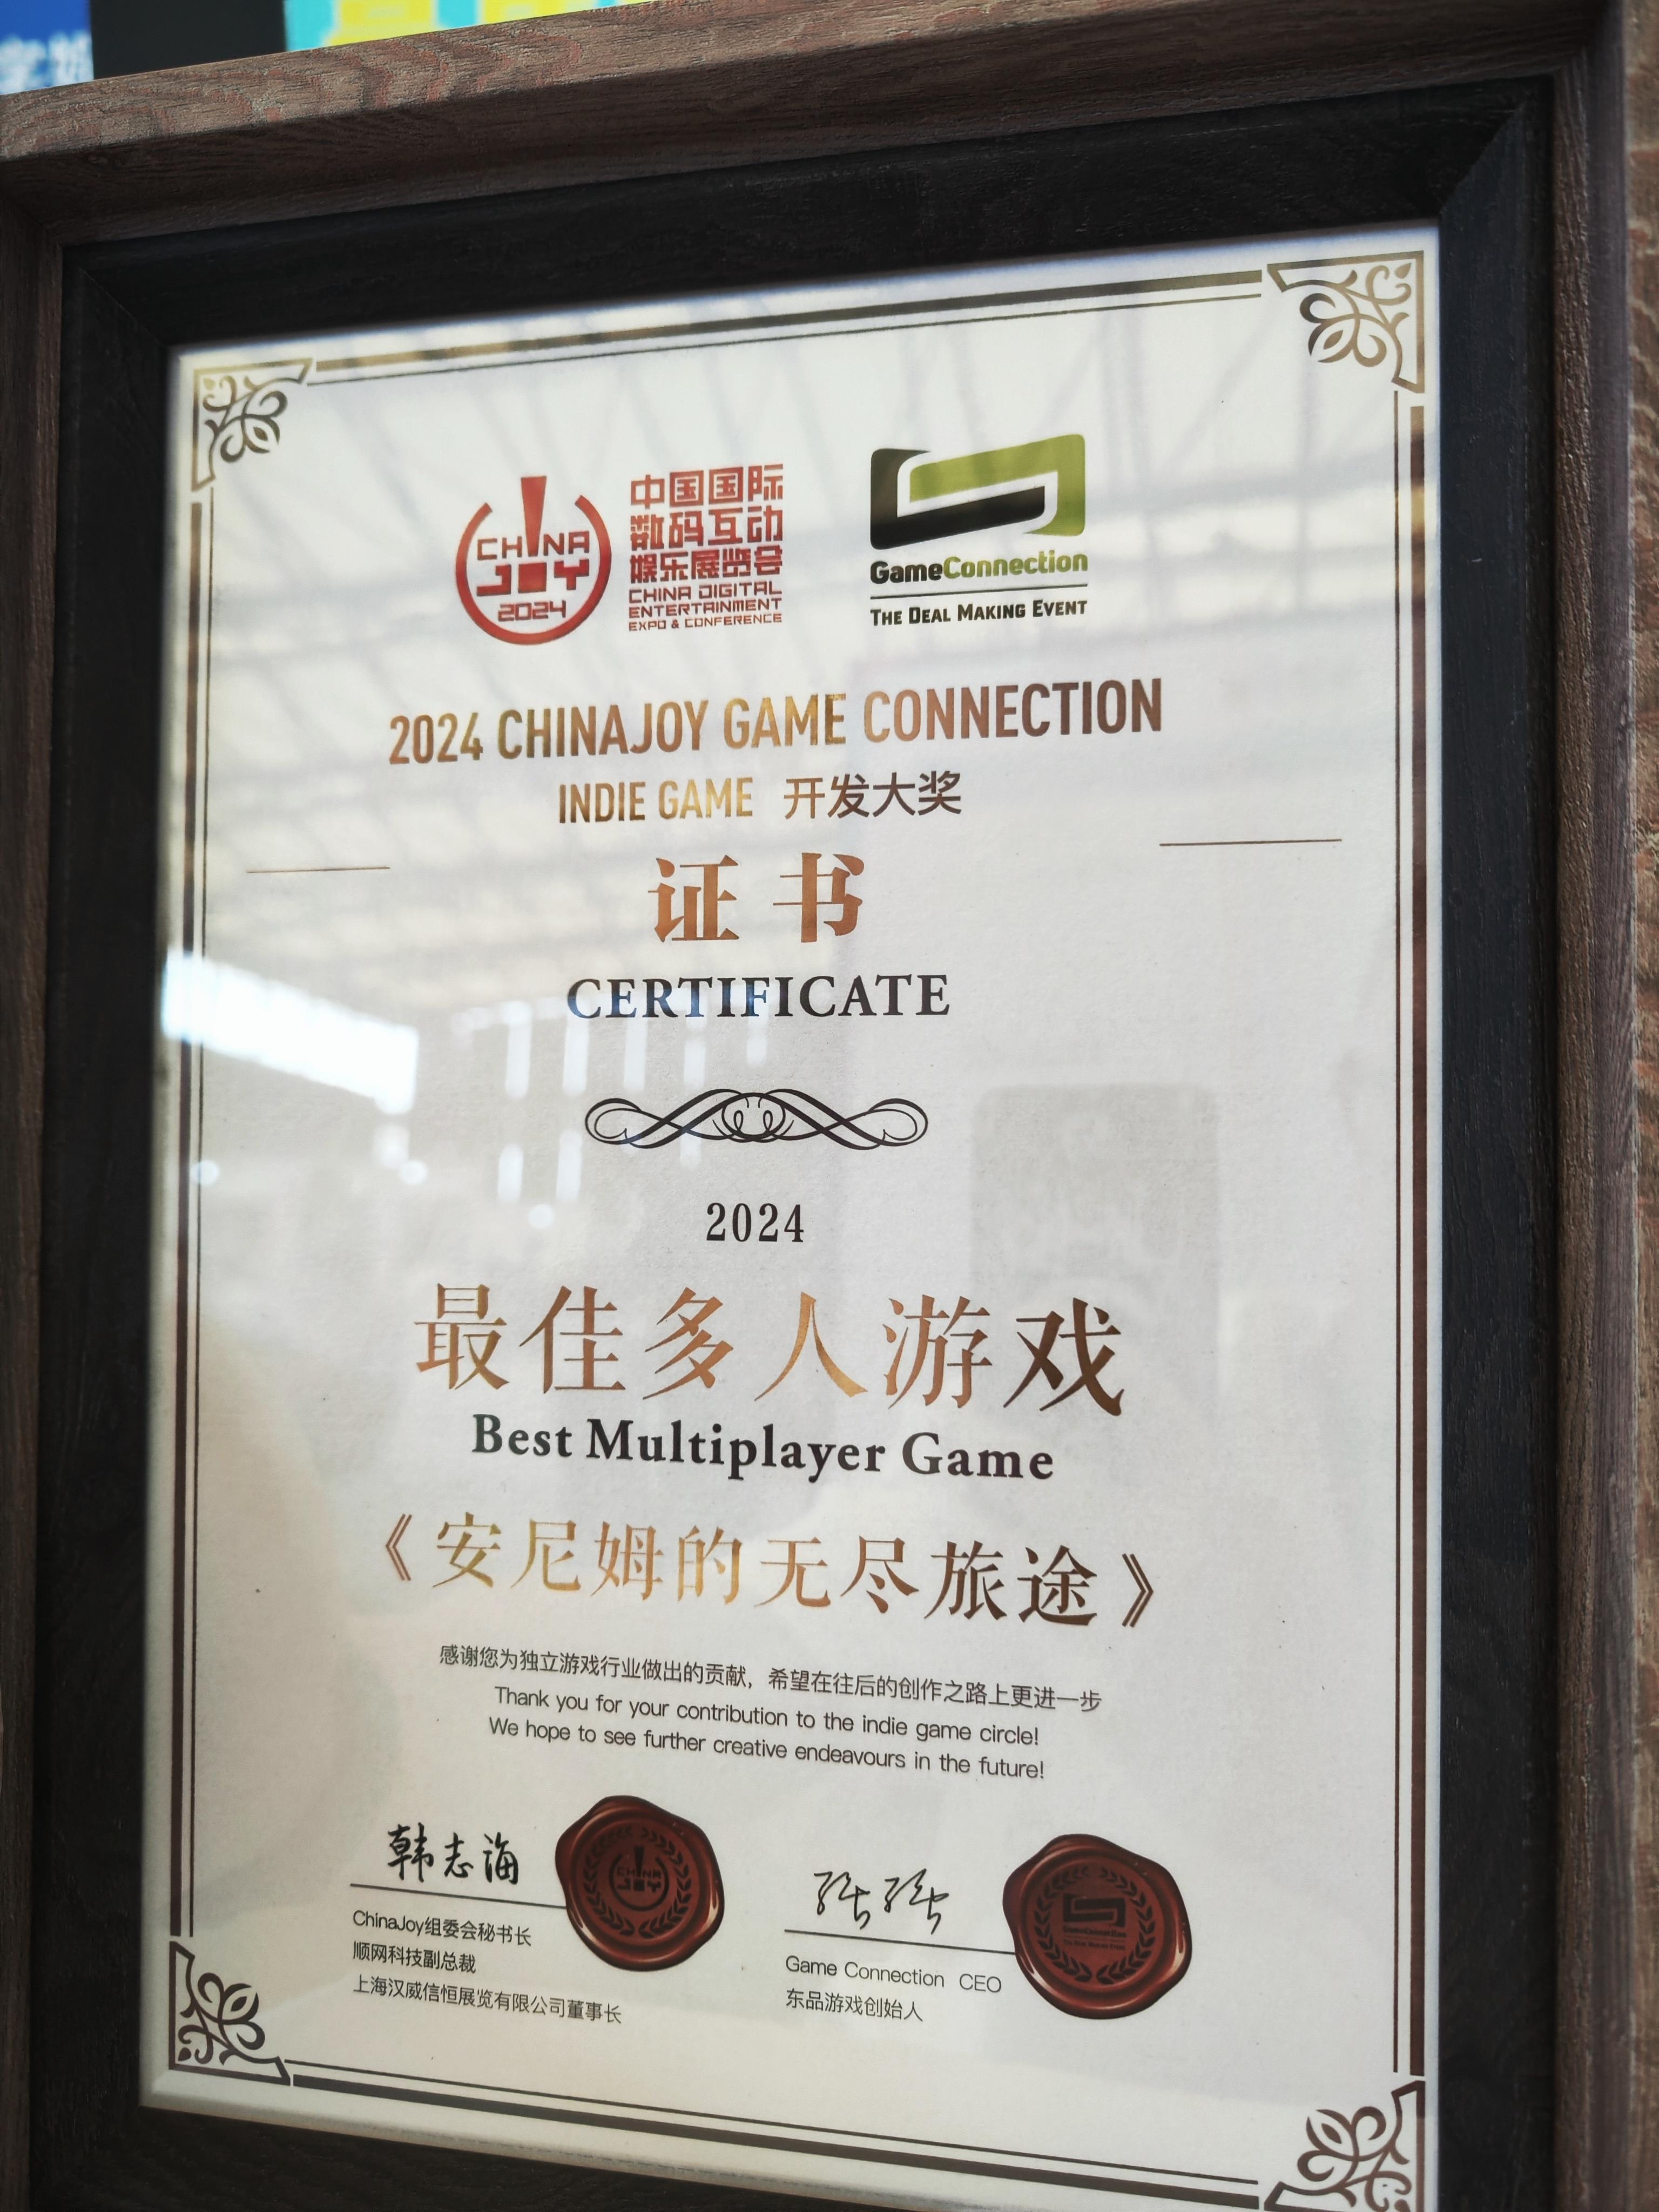 CHINA
JOY
2024
中国国际
数码互动
娱乐展览会
CHINA DIGITAL
ENTERTAINMENT
EXPO & CONFERENCE
GameConnection
THE DEAL MAKING EVENT
2024 CHINAJOY GAME CONNECTION
INDIE GAME 开发大奖
证书
CERTIFICATE
2024
最佳多人游戏
Best Multiplayer Game
《安尼姆的无尽旅途》
感谢您为独立游戏行业做出的贡献，希望在往后的创作之路上更进一步
Thank you for your contribution to the indie game circle!
We hope to see further creative endeavours in the future!
韩志海
CHINA
JOY
ChinaJoy组委会秘书长
顺网科技副总裁
上海汉威信恒展览有限公司董事长
GameConnection
Game Connection CEO
东品游戏创始人